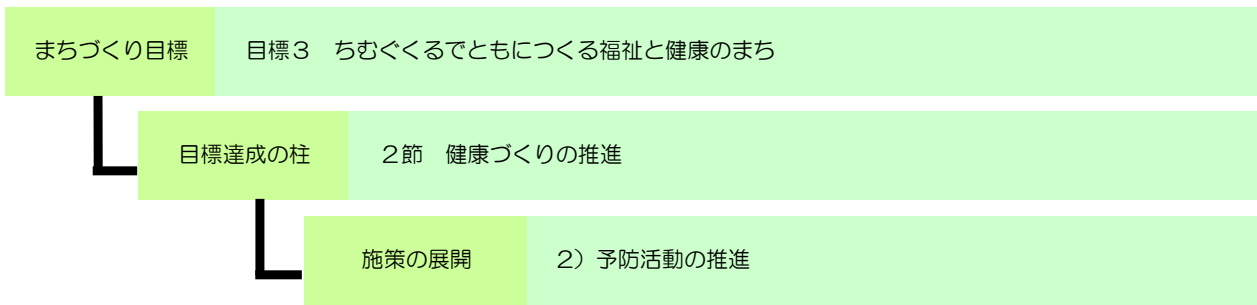 まちづくり目標　目標３　ちむぐくるでともにつくる福祉と健康のまち
目標達成の柱　２節　健康づくりの推進
施策の展開　２）予防活動の推進